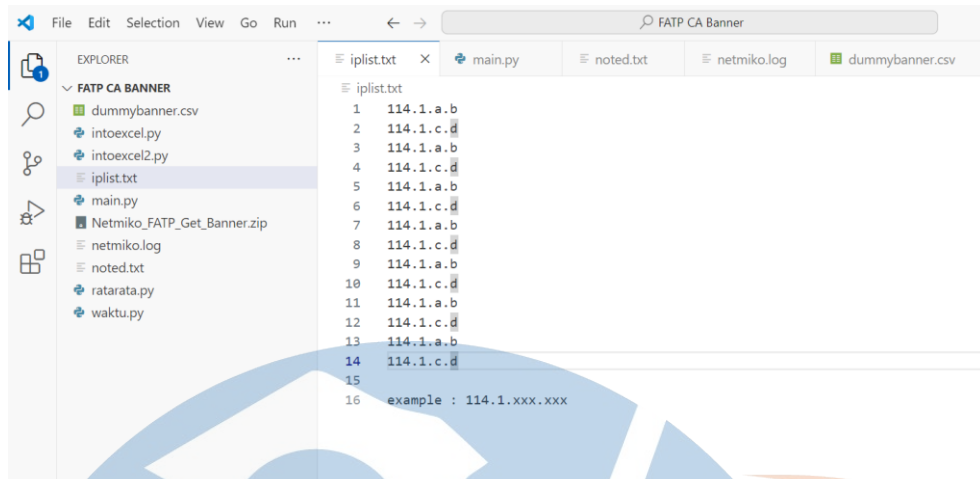 File Edit Selection View Go Run ... ← → FATP CA Banner
EXPLORER ...
FATP CA BANNER
dummybanner.csv
intoexcel.py
intoexcel2.py
iplist.txt
main.py
Netmiko_FATP_Get_Banner.zip
netmiko.log
noted.txt
ratarata.py
waktu.py
1
iplist.txt × main.py noted.txt netmiko.log dummybanner.csv
iplist.txt
1 114.1.a.b
2 114.1.c.d
3 114.1.a.b
4 114.1.c.d
5 114.1.a.b
6 114.1.c.d
7 114.1.a.b
8 114.1.c.d
9 114.1.a.b
10 114.1.c.d
11 114.1.a.b
12 114.1.c.d
13 114.1.a.b
14 114.1.c.d
15
16 example : 114.1.xxx.xxx